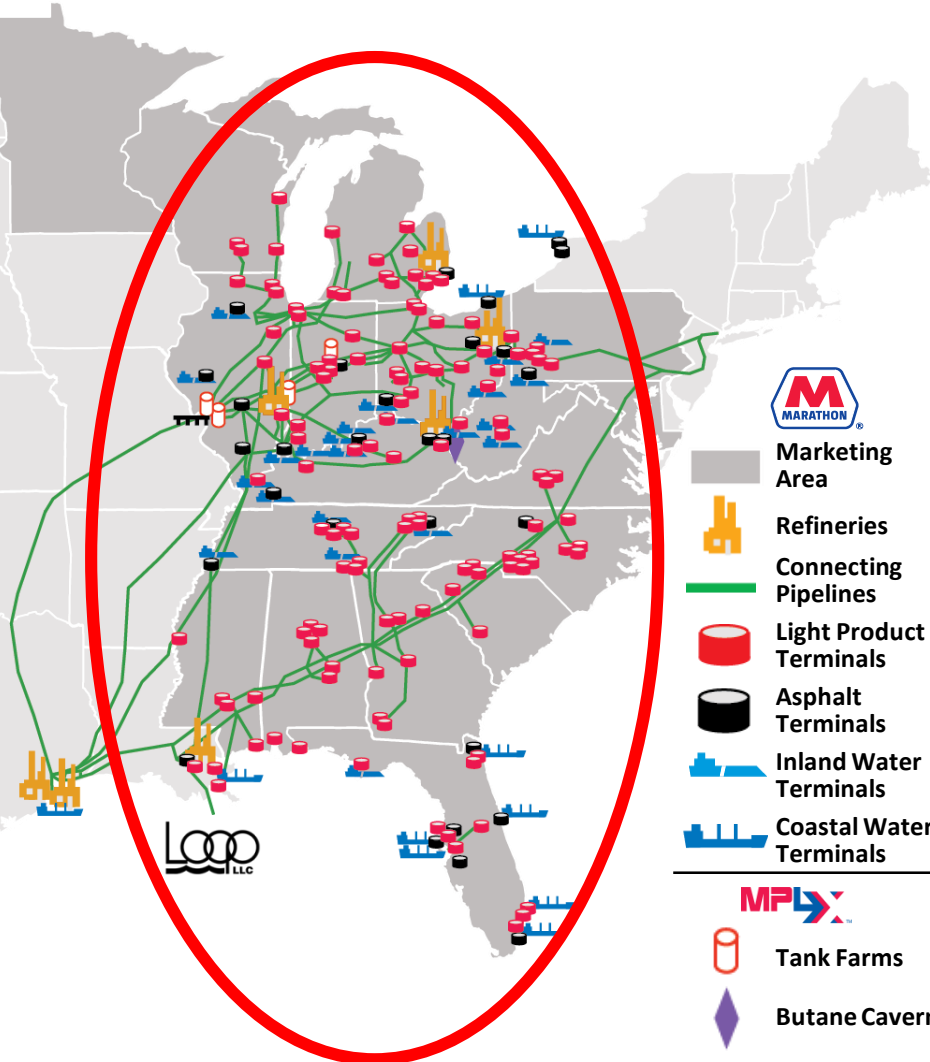 MARATHON
®
Marketing
Area
Refineries
Connecting
Pipelines
Light Product
Terminals
Asphalt
Terminals
Inland Water
Terminals
Coastal Water
Terminals
LOOP
LLC
MPLX
™
Tank Farms
Butane Cavern